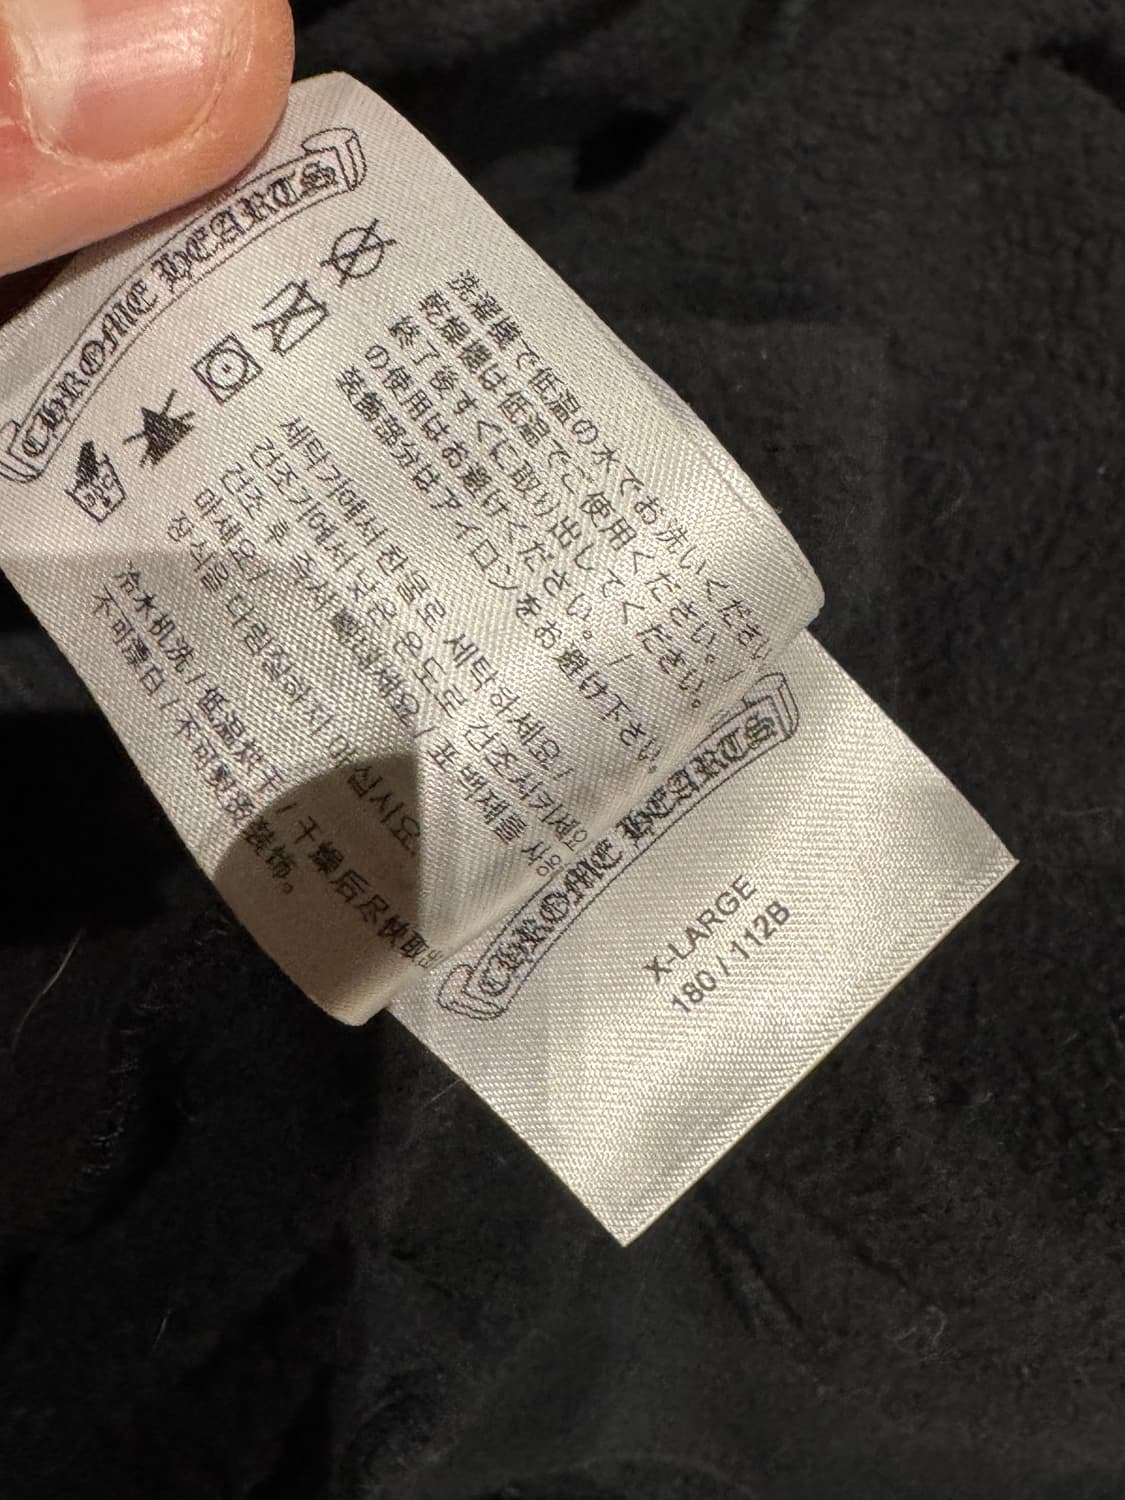 CHROME HEARTS
洗濯機で低温の水でお洗いください。/
乾燥機は低温でご使用ください。/
終了後すぐに取り出してください。
の使用はお避けください。/
装飾部分はアイロンをお避け下さい。
세탁기에서 찬 물로 세탁하세요/
건조기에서 낮은 온도로 건조시키세요
건조 후 즉시 꺼내세요/ 표백제를 사용
마세요/
장식을 다림질하지 마십시요
冷水机洗/低温烘干/干燥后尽快取出
不可漂白/不可熨烫装饰。
CHROME HEARTS
X-LARGE
180 / 112B